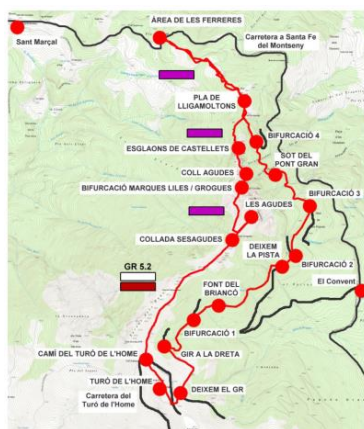 ÀREA DE LES FERRERES
Sant Marçal
Carretera a Santa Fe
del Montseny
PLA DE
LLIGAMOLTONS
BIFURCACIÓ 4
ESGLAONS DE CASTELLETS
SOT DEL
PONT GRAN
COLL AGUDES
BIFURCACIÓ MARQUES LILES / GROGUES
BIFURCACIÓ 3
LES AGUDES
COLLADA SESAGUDES
DEIXEM
LA PISTA
BIFURCACIÓ 2
GR 5.2
El Convent
FONT DEL
BRIANCÓ
BIFURCACIÓ 1
CAMÍ DEL TURÓ DE L'HOME
GIR A LA DRETA
TURÓ DE L'HOME
Carretera del
Turó de l'Home
DEIXEM EL GR